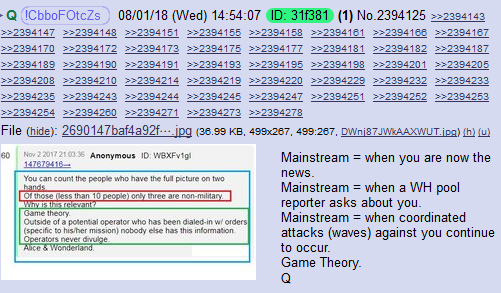 Q !CbboFOtcZs 08/01/18 (Wed) 14:54:07 ID: 31f381 (1) No.2394125 >>2394143
>>2394147 >>2394148 >>2394151 >>2394155 >>2394158 >>2394161 >>2394166 >>2394167
>>2394173 >>2394175 >>2394176 >>2394177 >>2394158 >>2394181 >>2394182 >>2394187
>>2394193 >>2394195 >>2394196 >>2394145 >>2394198 >>2394201 >>2394205
>>2394208 >>2394210 >>2394214 >>2394219 >>2394220 >>2394229 >>2394232 >>2394233
>>2394235 >>2394243 >>2394245 >>2394249 >>2394247 >>2394251 >>2394252 >>2394253
>>2394254 >>2394260 >>2394271 >>2394273 >>2394278
File (hide): 2690147baf4a92f⋯.jpg (36.99 KB, 499x267, 499:267, DWnj87JWkAAXWUT.jpg) (h) (u)
60 Nov 2 2017 21:03:36 Anonymous ID: WBXFv1gI
147679416
You can count the people who have the full picture on two
hands.
Of those (less than 10 people) only three are non-military.
Why is this relevant?
Game theory.
Outside of a potential operator who has been dialed-in w/ orders
(specific to his/her mission) nobody else has this information.
Operators never divulge.
Alice & Wonderland.
Mainstream = when you are now the
news.
Mainstream = when a WH pool
reporter asks about you.
Mainstream = when coordinated
attacks (waves) against you continue
to occur.
Game Theory.
Q